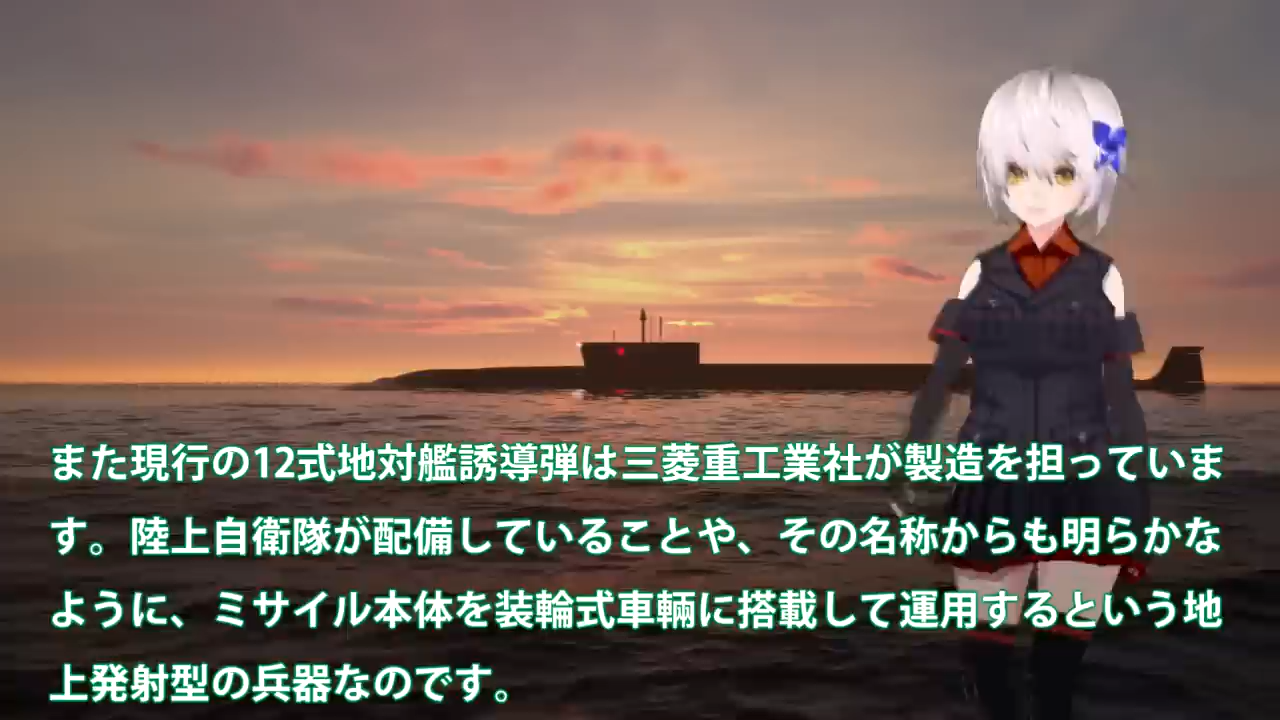 また現行の12式地対艦誘導弾は三菱重工業社が製造を担っていま
す。陸上自衛隊が配備していることや、その名称からも明らかな
ように、ミサイル本体を装輪式車輌に搭載して運用するという地
上発射型の兵器なのです。